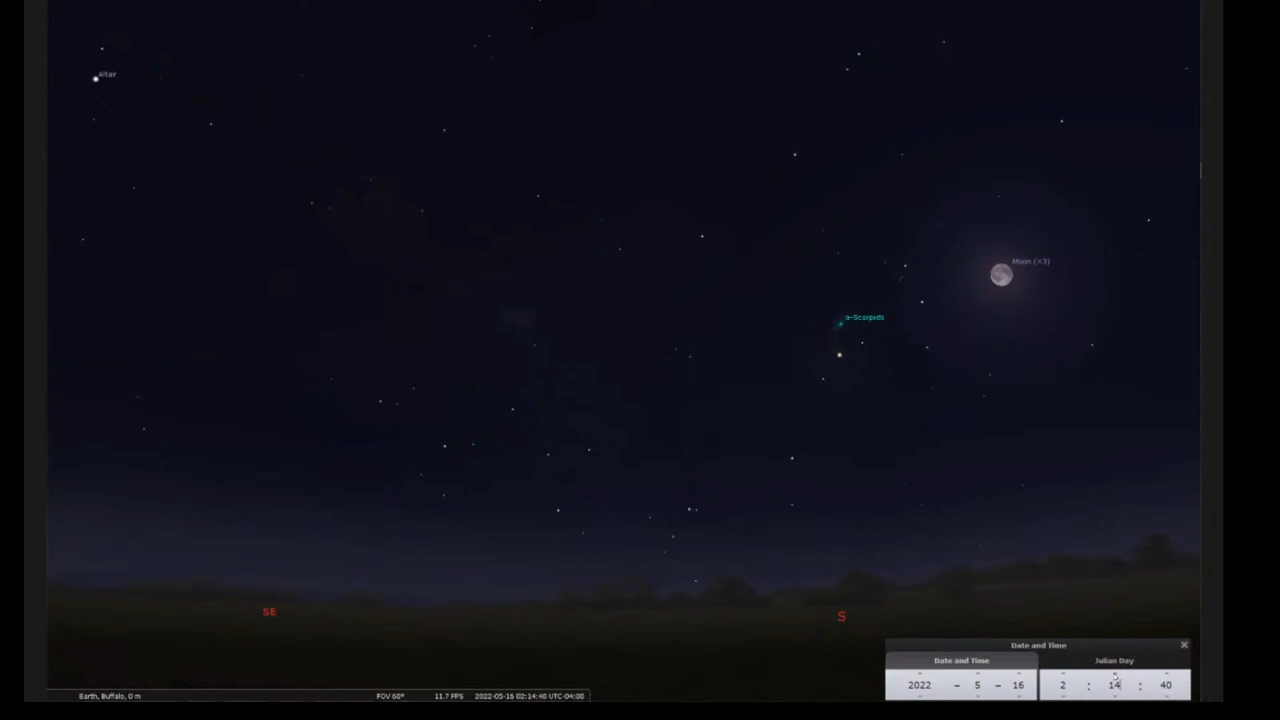 Altair
Moon (×3)
α-Scorpiids
SE
S
Date and Time
Date and Time
Julian Day
2022 - 5 - 16
2 : 14 : 40
Earth, Buffalo, 0 m
FOV 60°
11.7 FPS
2022-05-16 02:14:40 UTC-04:00